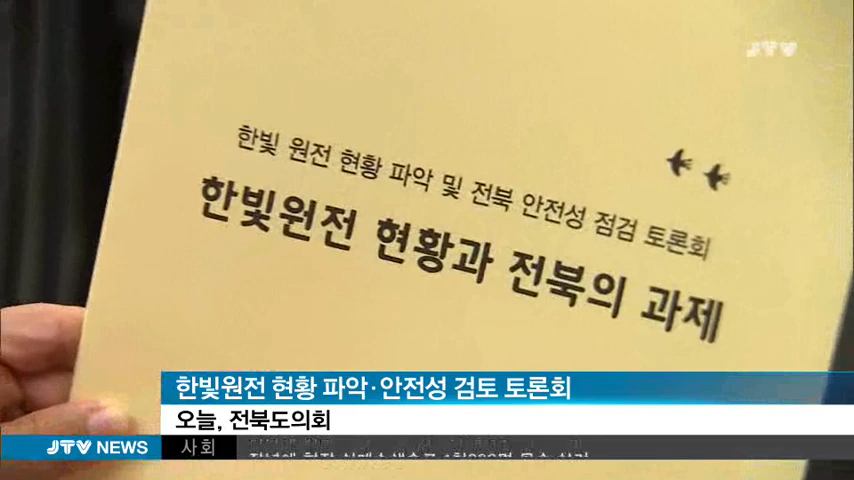 JTV
한빛 원전 현황 파악 및 전북 안전성 점검 토론회
한빛원전 현황과 전북의 과제
한빛원전 현황 파악·안전성 검토 토론회
오늘, 전북도의회
JTV NEWS
사회